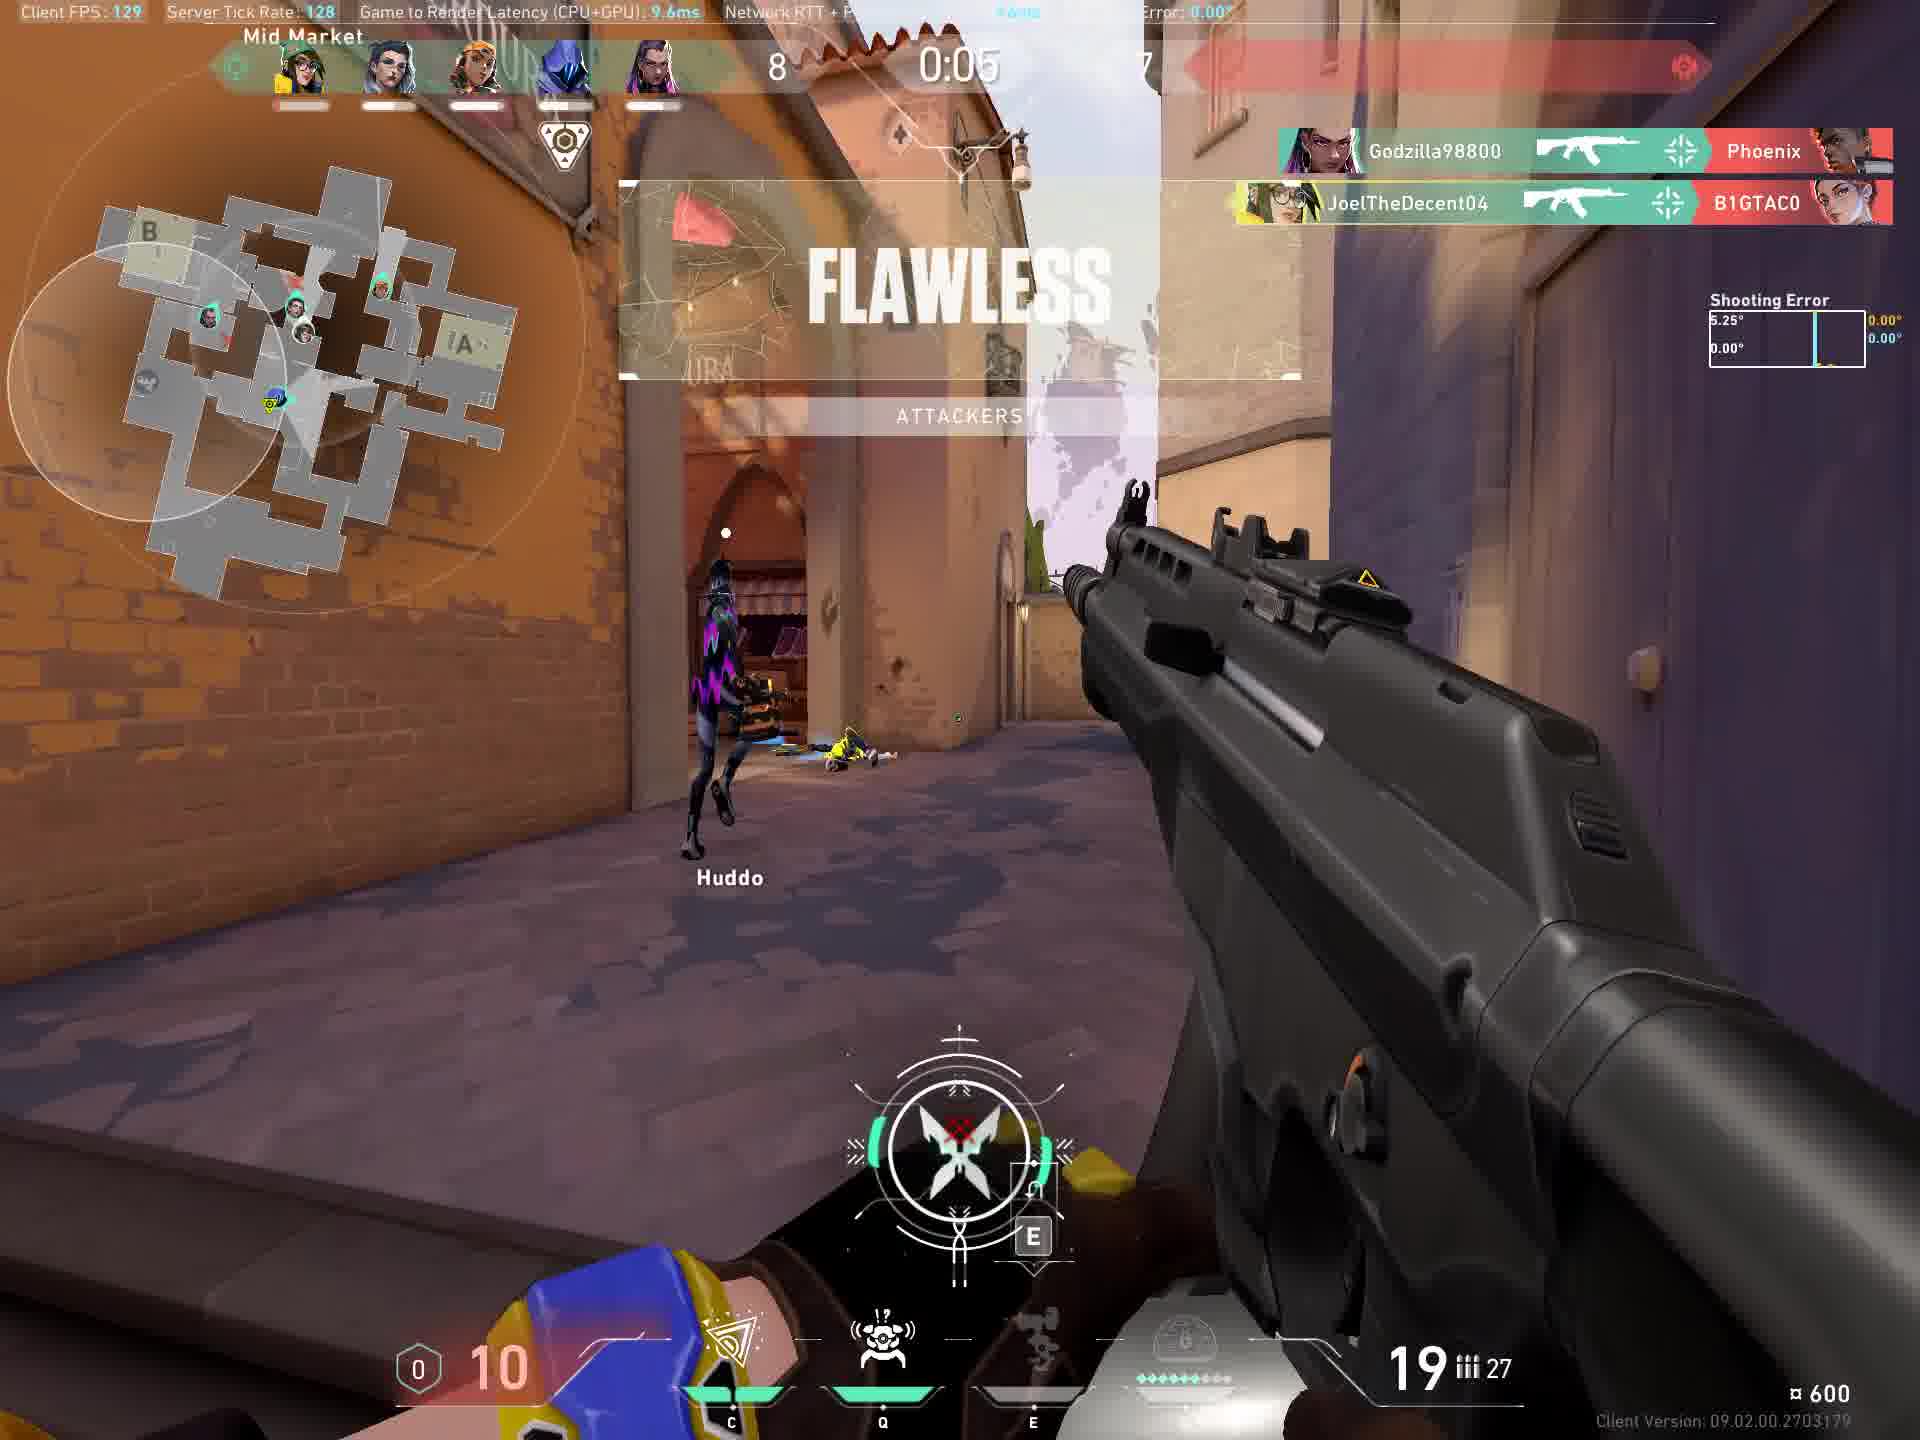 Client FPS: 129 Server Tick Rate: 128 Game to Render Latency (CPU+GPU): 9.6ms Network RTT + P Error: 0.00°
Mid Market
8 0:05 7
Godzilla98800 Phoenix
JoelTheDecent04 B1GTAC0
B
A
FLAWLESS
ATTACKERS
Shooting Error
5.25° 0.00°
0.00° 0.00°
Huddo
E
0 10
C Q E
19 27
¤ 600
Client Version: 09.02.00.2703179